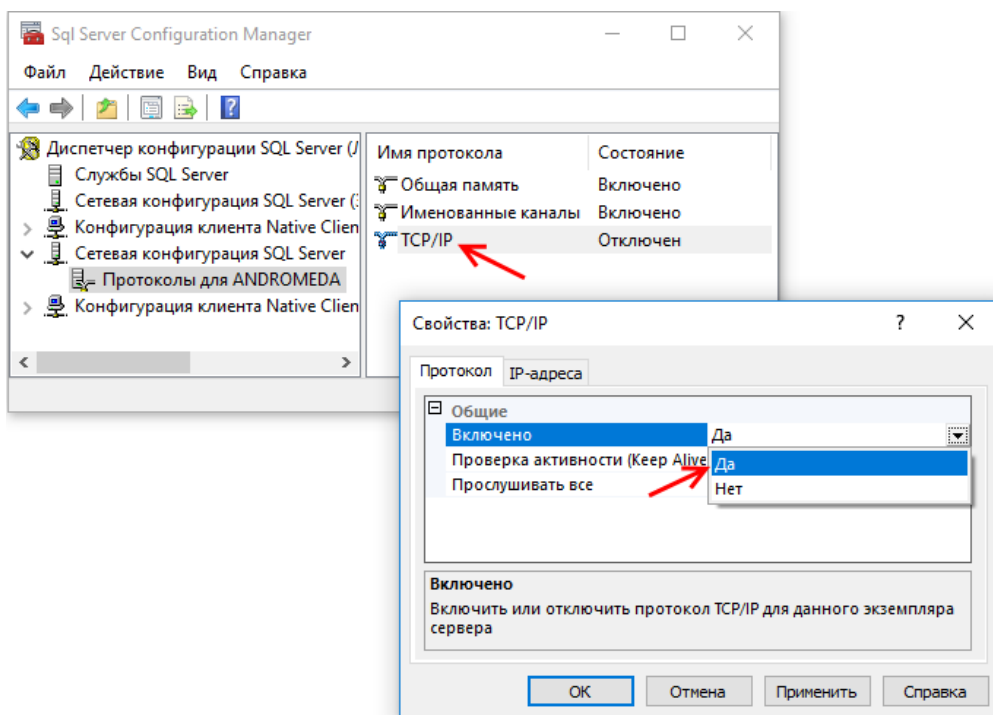 Sql Server Configuration Manager
Файл Действие Вид Справка
Диспетчер конфигурации SQL Server (Л
Службы SQL Server
Сетевая конфигурация SQL Server (3
Конфигурация клиента Native Clien
Сетевая конфигурация SQL Server
Протоколы для ANDROMEDA
Конфигурация клиента Native Clien
Имя протокола Состояние
Общая память Включено
Именованные каналы Включено
TCP/IP Отключен
Свойства: TCP/IP
Протокол IP-адреса
Общие
Включено Да
Проверка активности (Keep Alive
Прослушивать все
Да
Нет
Включено
Включить или отключить протокол TCP/IP для данного экземпляра
сервера
OK Отмена Применить Справка